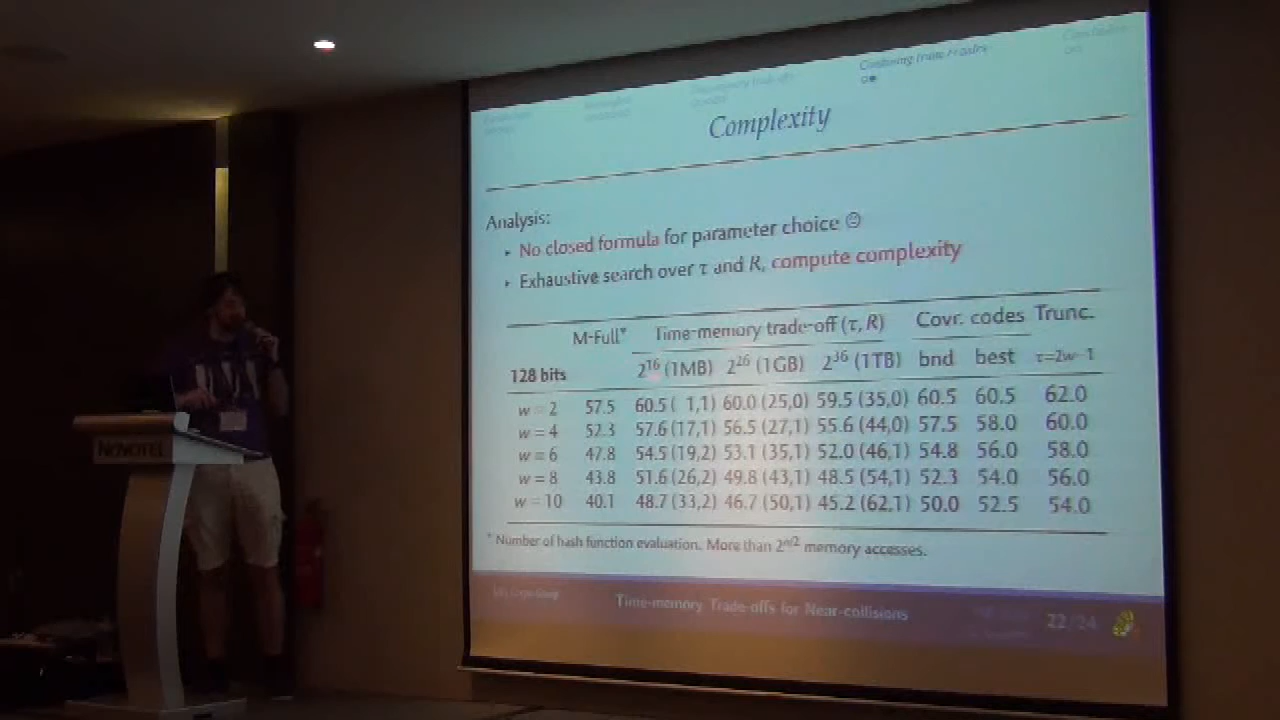 Combining Trade-offs
Complexity
Analysis:
▸ No closed formula for parameter choice ☹
▸ Exhaustive search over τ and R, compute complexity
M-Full* Time-memory trade-off (τ, R) Covr. codes Trunc.
128 bits 2^16 (1MB) 2^26 (1GB) 2^36 (1TB) bnd best τ=2w−1
w = 2 57.5 60.5 ( 1,1) 60.0 (25,0) 59.5 (35,0) 60.5 60.5 62.0
w = 4 52.3 57.6 (17,1) 56.5 (27,1) 55.6 (44,0) 57.5 58.0 60.0
w = 6 47.8 54.5 (19,2) 53.1 (35,1) 52.0 (46,1) 54.8 56.0 58.0
w = 8 43.8 51.6 (26,2) 49.8 (43,1) 48.5 (54,1) 52.3 54.0 56.0
w = 10 40.1 48.7 (33,2) 46.7 (50,1) 45.2 (62,1) 50.0 52.5 54.0
* Number of hash function evaluation. More than 2^n/2 memory accesses.
Time-memory Trade-offs for Near-collisions
22/24
NOVOTEL